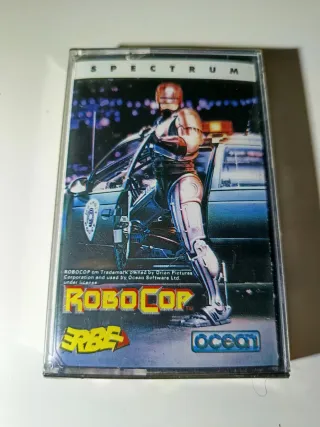 SPECTRUM
ROBOCOP tm Trademark owned by Orion Pictures
Corporation and used by Ocean Software Ltd.
under license.
ROBOCOP
ERBE
ocean